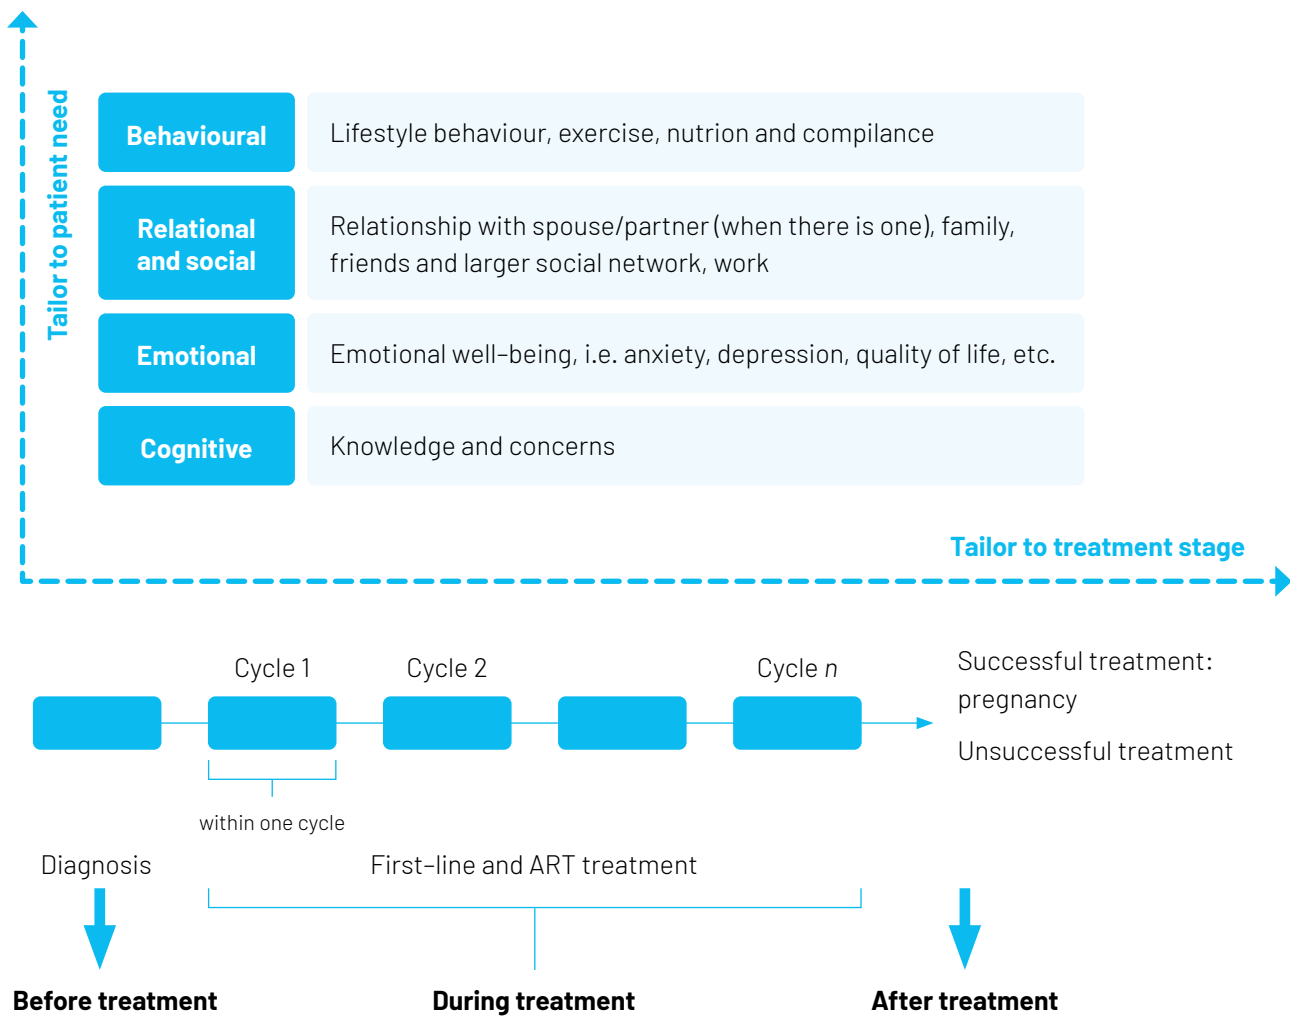 Tailor to patient need
Behavioural
Lifestyle behaviour, exercise, nutrion and compilance
Relational
and social
Relationship with spouse/partner (when there is one), family,
friends and larger social network, work
Emotional
Emotional well-being, i.e. anxiety, depression, quality of life, etc.
Cognitive
Knowledge and concerns
Tailor to treatment stage
Cycle 1
Cycle 2
Cycle n
Successful treatment:
pregnancy
Unsuccessful treatment
within one cycle
Diagnosis
First-line and ART treatment
Before treatment
During treatment
After treatment